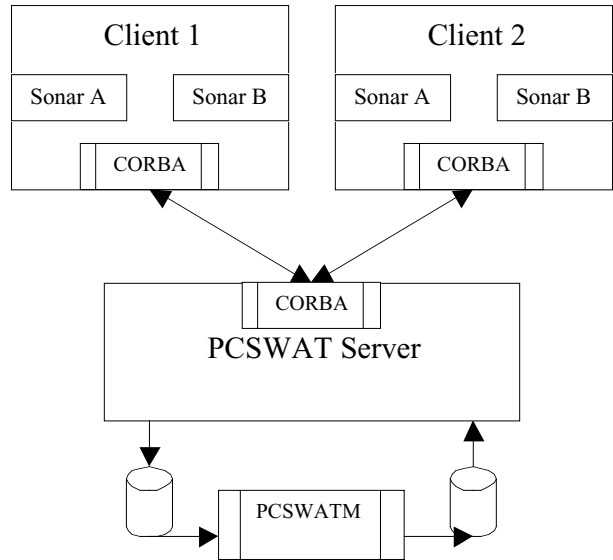 Client 1
Client 2
Sonar A
Sonar B
Sonar A
Sonar B
CORBA
CORBA
CORBA
PCSWAT Server
PCSWATM